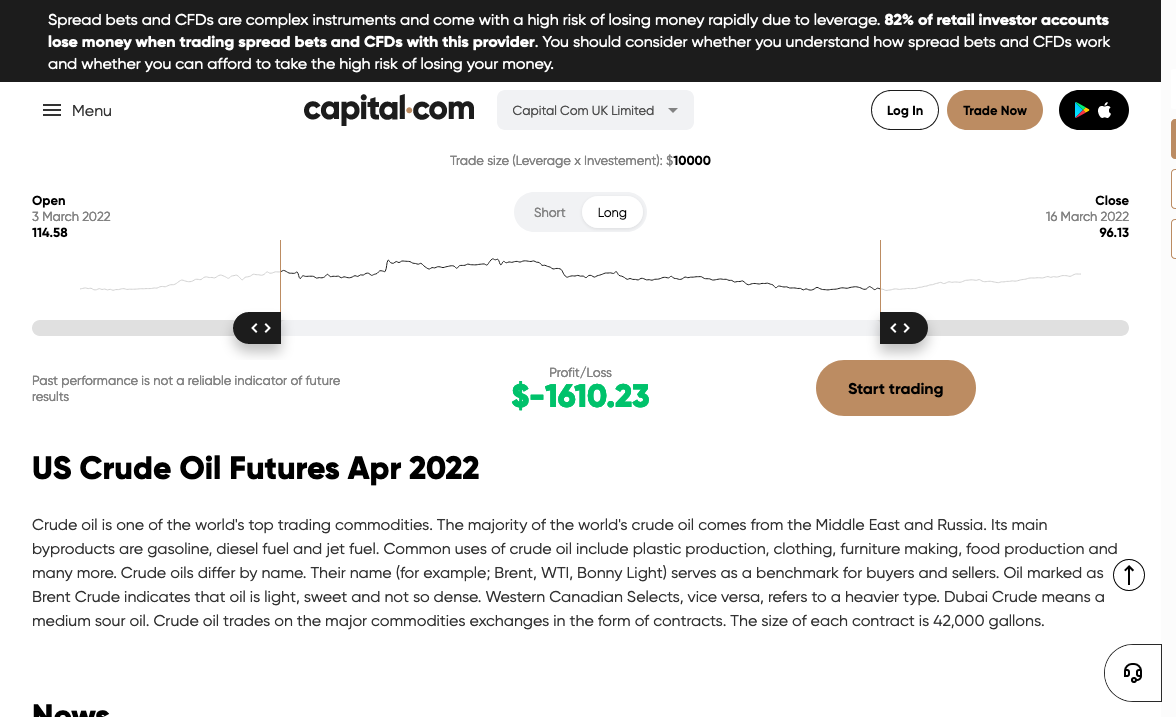 Spread bets and CFDs are complex instruments and come with a high risk of losing money rapidly due to leverage. 82% of retail investor accounts
lose money when trading spread bets and CFDs with this provider. You should consider whether you understand how spread bets and CFDs work
and whether you can afford to take the high risk of losing your money.
Menu
capital.com
Capital Com UK Limited
Log In
Trade Now
Trade size (Leverage x Investement): $10000
Open
3 March 2022
114.58
Short
Long
Close
16 March 2022
96.13
Past performance is not a reliable indicator of future
results
Profit/Loss
$-1610.23
Start trading
US Crude Oil Futures Apr 2022
Crude oil is one of the world's top trading commodities. The majority of the world's crude oil comes from the Middle East and Russia. Its main
byproducts are gasoline, diesel fuel and jet fuel. Common uses of crude oil include plastic production, clothing, furniture making, food production and
many more. Crude oils differ by name. Their name (for example; Brent, WTI, Bonny Light) serves as a benchmark for buyers and sellers. Oil marked as
Brent Crude indicates that oil is light, sweet and not so dense. Western Canadian Selects, vice versa, refers to a heavier type. Dubai Crude means a
medium sour oil. Crude oil trades on the major commodities exchanges in the form of contracts. The size of each contract is 42,000 gallons.
News